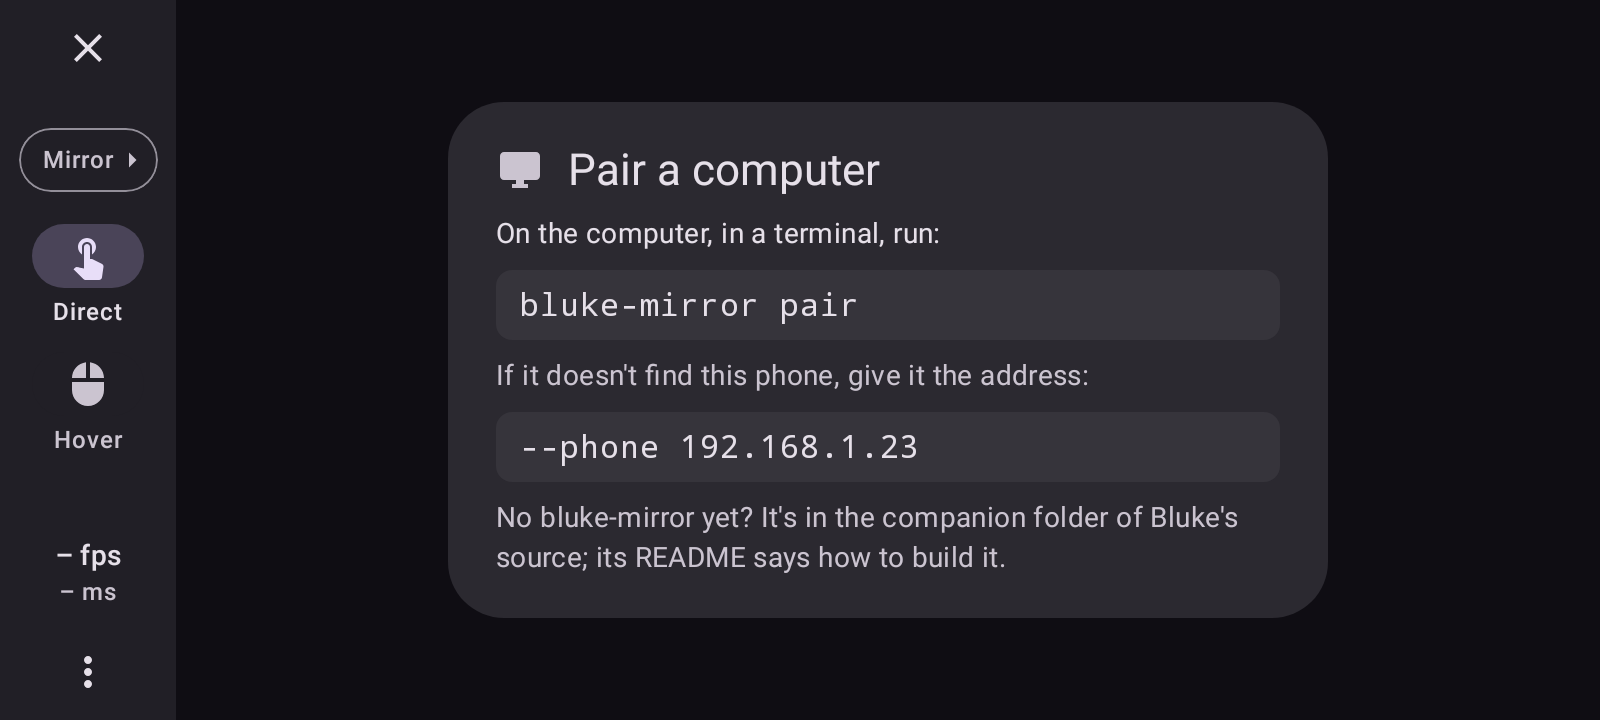 Mirror
Direct
Hover
– fps
– ms
Pair a computer
On the computer, in a terminal, run:
bluke-mirror pair
If it doesn't find this phone, give it the address:
--phone 192.168.1.23
No bluke-mirror yet? It's in the companion folder of Bluke's
source; its README says how to build it.